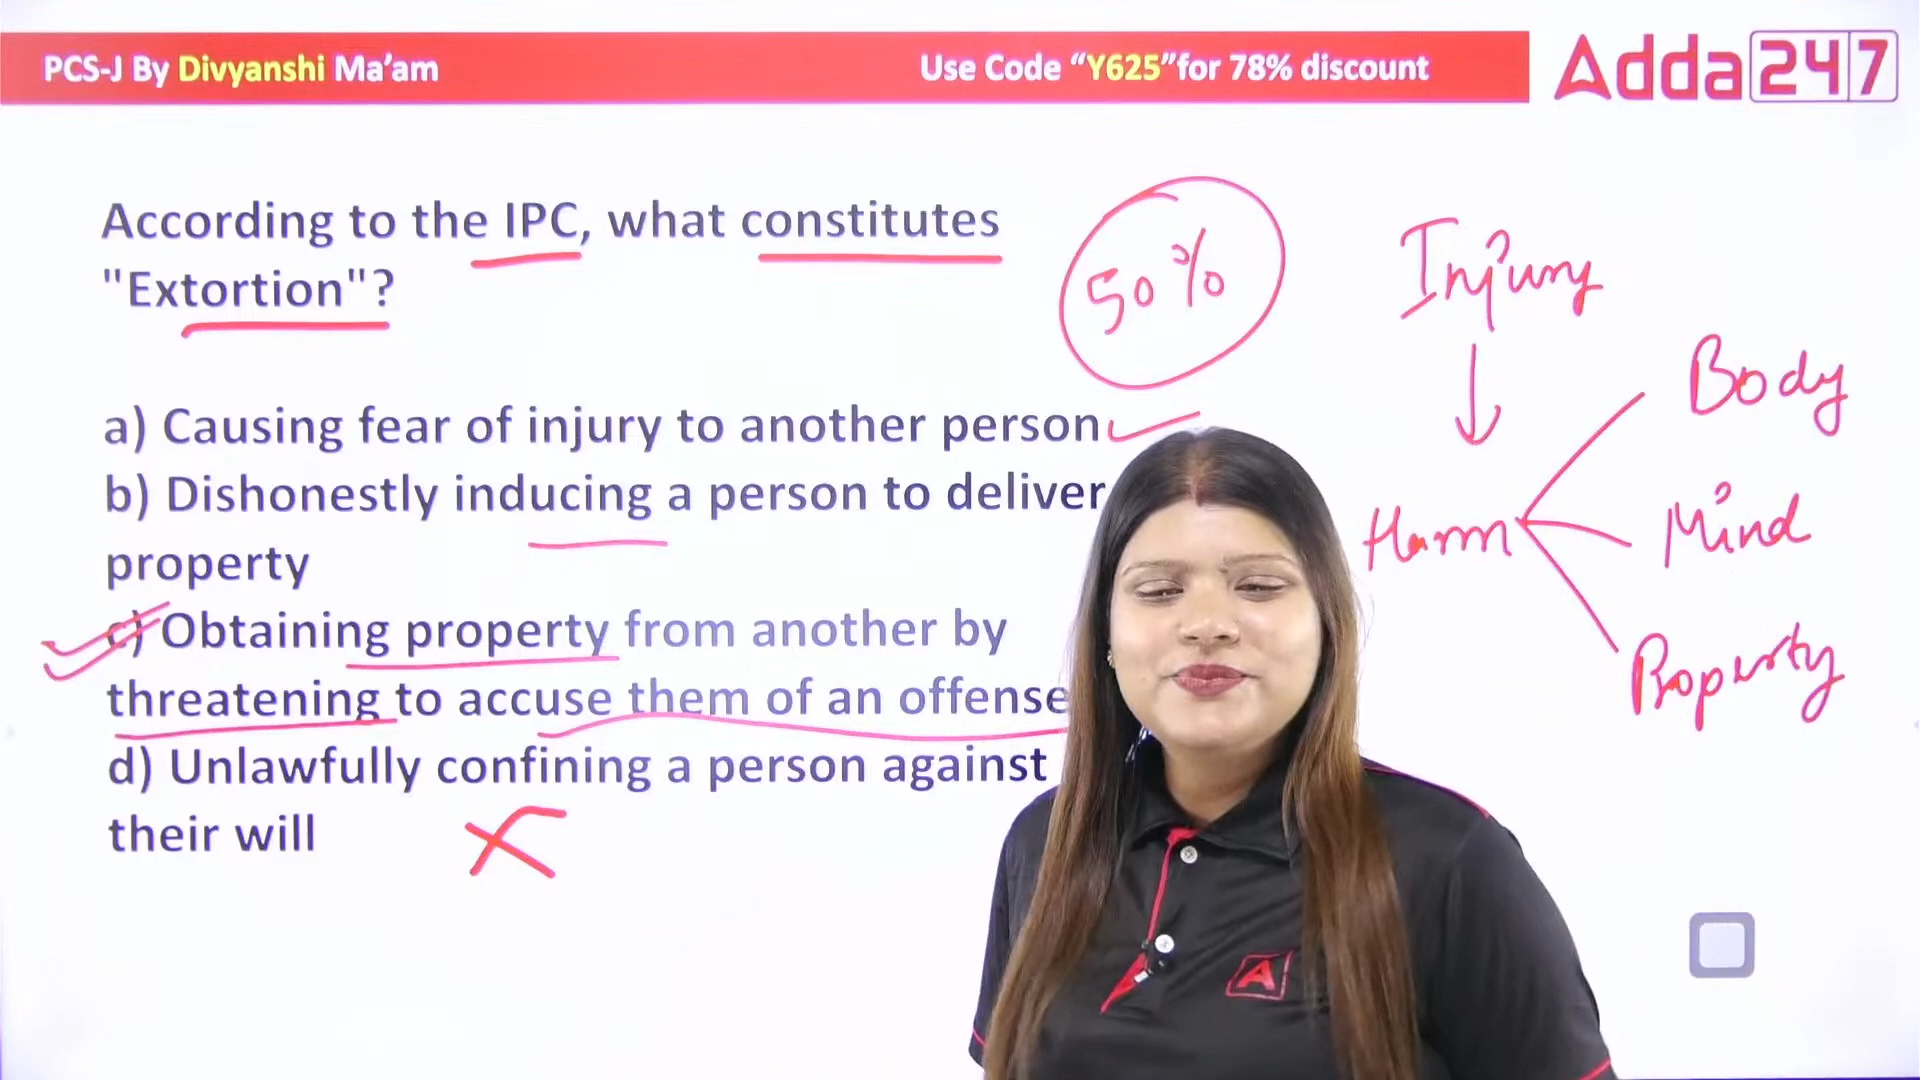 PCS-J By Divyanshi Ma'am
Use Code "Y625"for 78% discount
Adda247
According to the IPC, what constitutes
"Extortion"?
50%
Injury
Body
a) Causing fear of injury to another person
b) Dishonestly inducing a person to deliver
property
Harm
Mind
c) Obtaining property from another by
threatening to accuse them of an offense
Property
d) Unlawfully confining a person against
their will
A